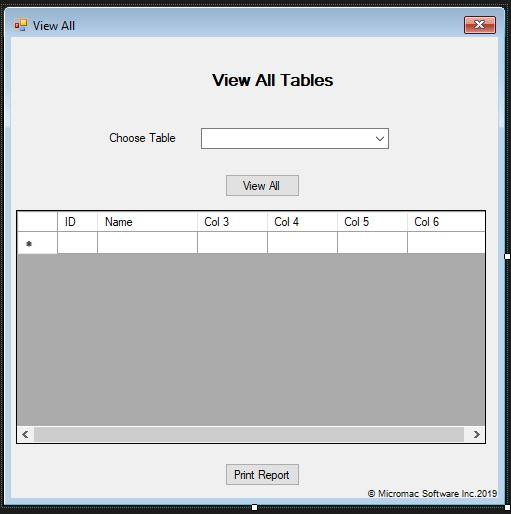 View All
View All Tables
Choose Table
View All
ID Name Col 3 Col 4 Col 5 Col 6
Print Report
© Micromac Software Inc.2019